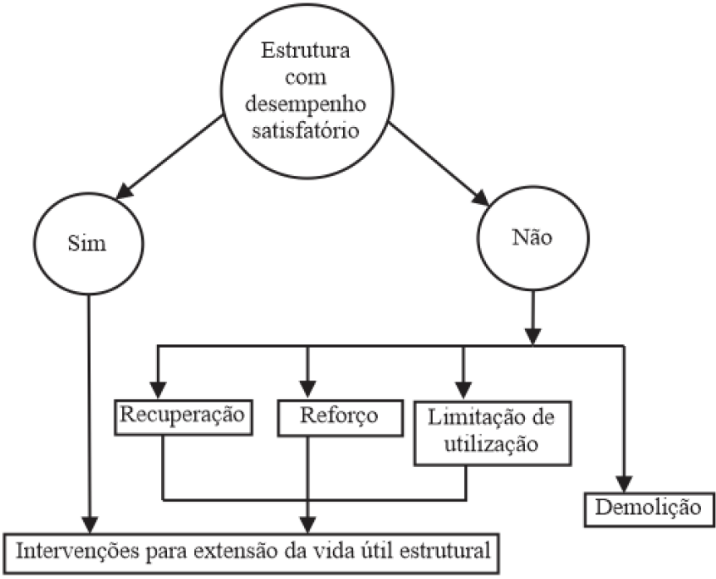 Estrutura
com
desempenho
satisfatório
Sim
Não
Recuperação
Reforço
Limitação de
utilização
Demolição
Intervenções para extensão da vida útil estrutural